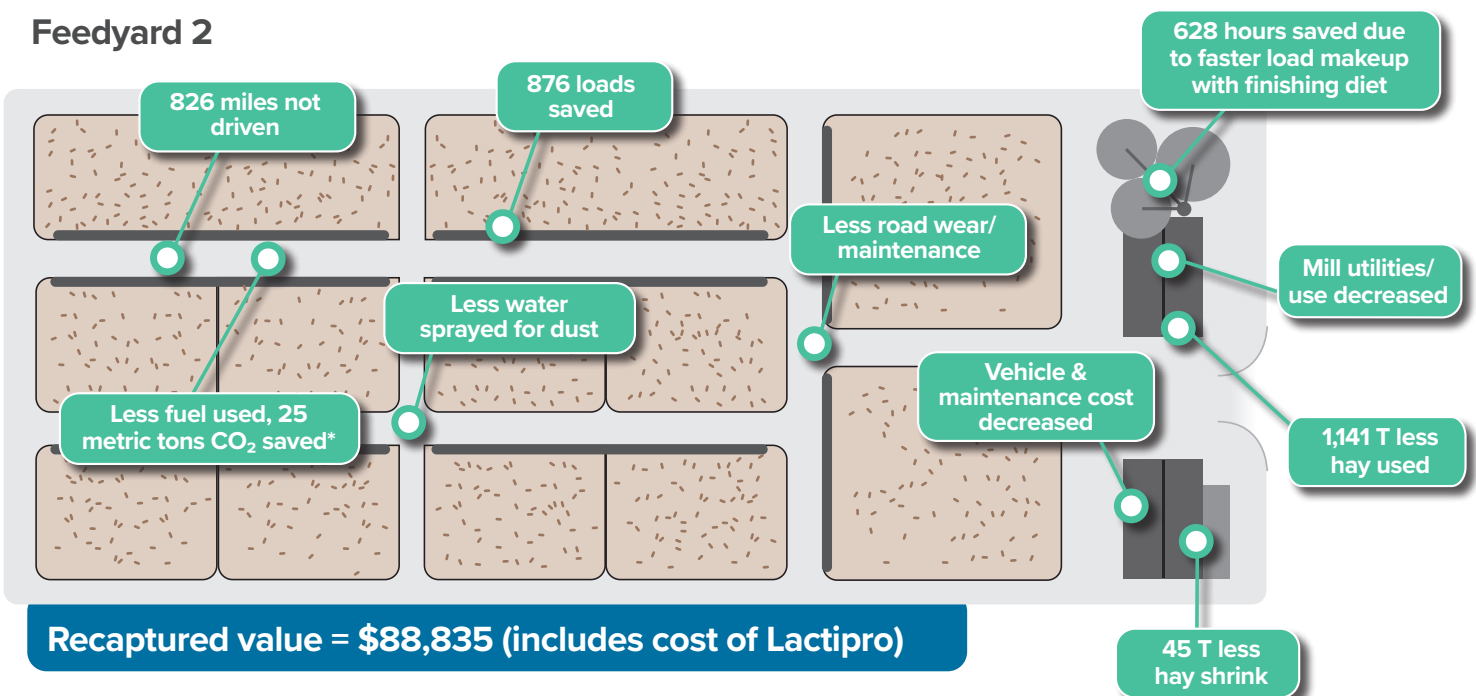 Feedyard 2
628 hours saved due
to faster load makeup
with finishing diet
826 miles not
driven
876 loads
saved
Less road wear/
maintenance
Mill utilities/
use decreased
Less water
sprayed for dust
Vehicle &
maintenance cost
decreased
Less fuel used, 25
metric tons CO₂ saved*
1,141 T less
hay used
Recaptured value = $88,835 (includes cost of Lactipro)
45 T less
hay shrink